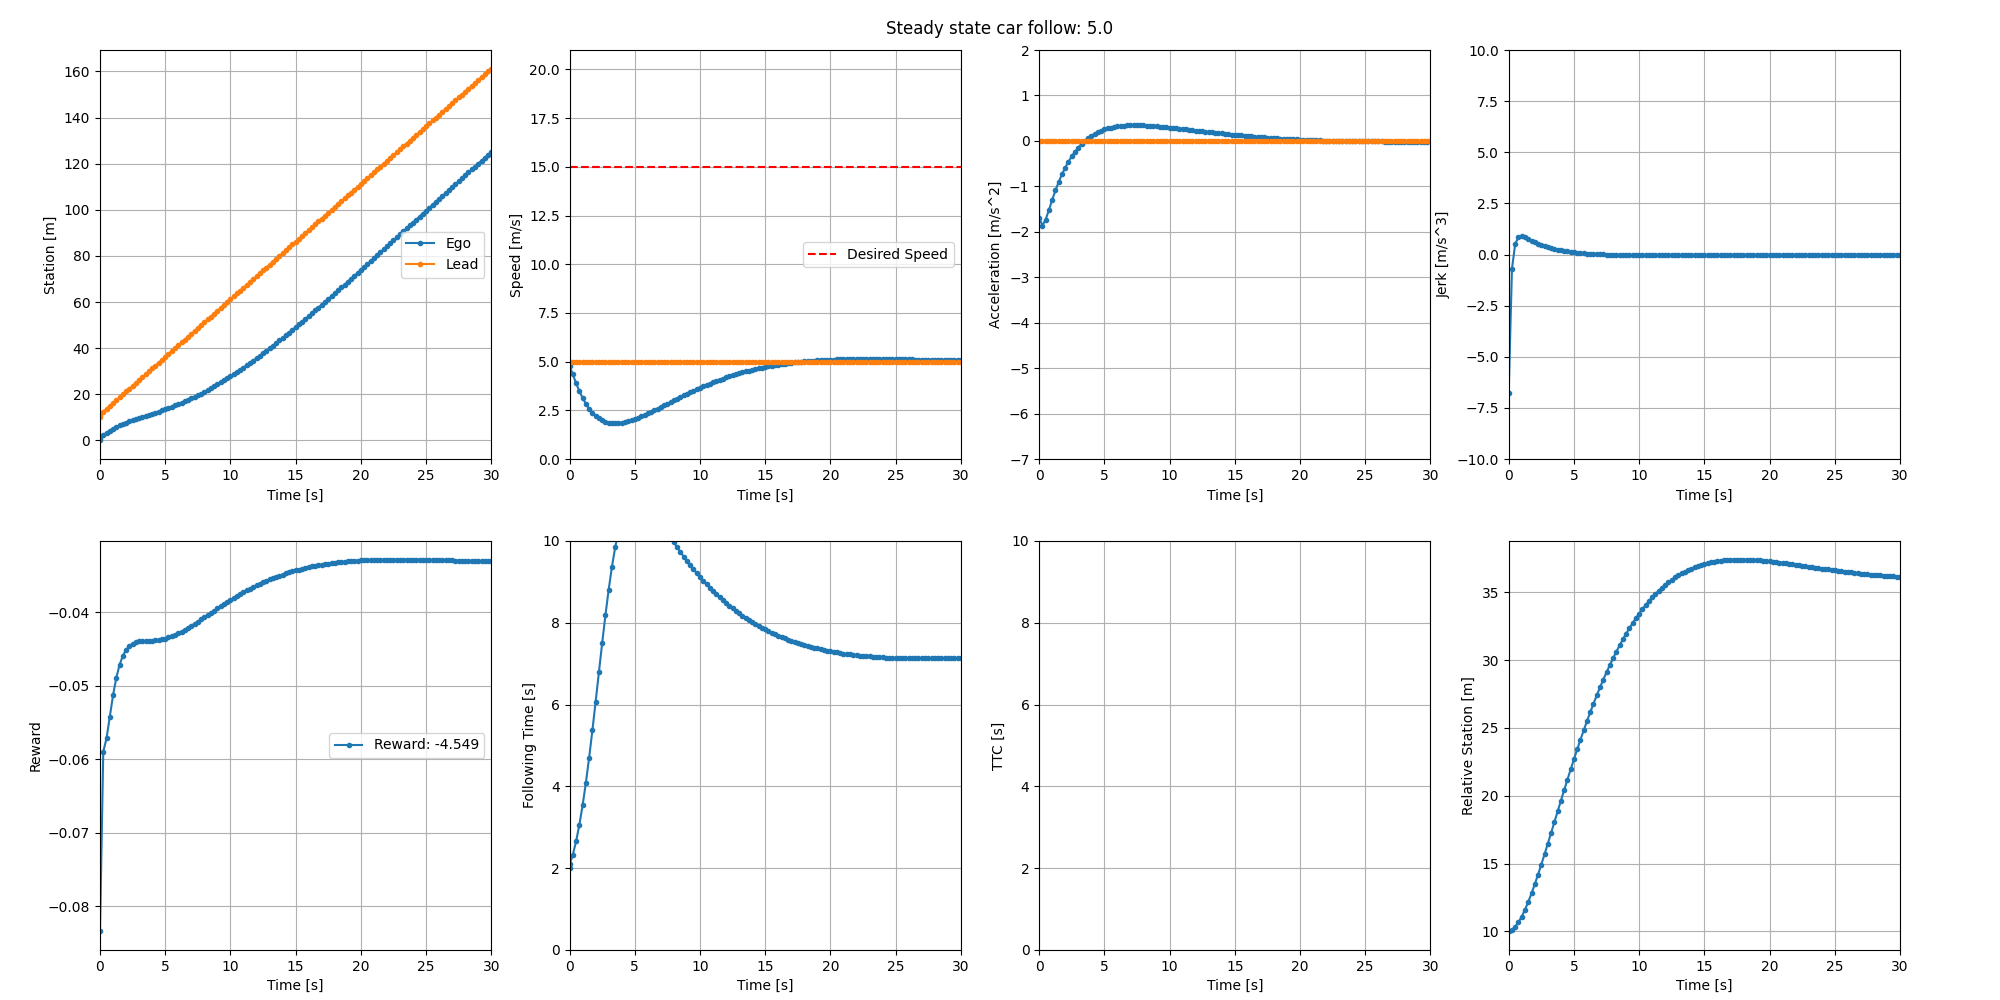 Steady state car follow: 5.0
Station [m]
160
140
120
100
80
60
40
20
0
Ego
Lead
0 5 10 15 20 25 30
Time [s]
Speed [m/s]
20.0
17.5
15.0
12.5
10.0
7.5
5.0
2.5
0.0
Desired Speed
0 5 10 15 20 25 30
Time [s]
Acceleration [m/s^2]
2
1
0
−1
−2
−3
−4
−5
−6
−7
0 5 10 15 20 25 30
Time [s]
Jerk [m/s^3]
10.0
7.5
5.0
2.5
0.0
−2.5
−5.0
−7.5
−10.0
0 5 10 15 20 25 30
Time [s]
Reward
−0.04
−0.05
−0.06
−0.07
−0.08
Reward: -4.549
0 5 10 15 20 25 30
Time [s]
Following Time [s]
10
8
6
4
2
0
0 5 10 15 20 25 30
Time [s]
TTC [s]
10
8
6
4
2
0
0 5 10 15 20 25 30
Time [s]
Relative Station [m]
35
30
25
20
15
10
0 5 10 15 20 25 30
Time [s]